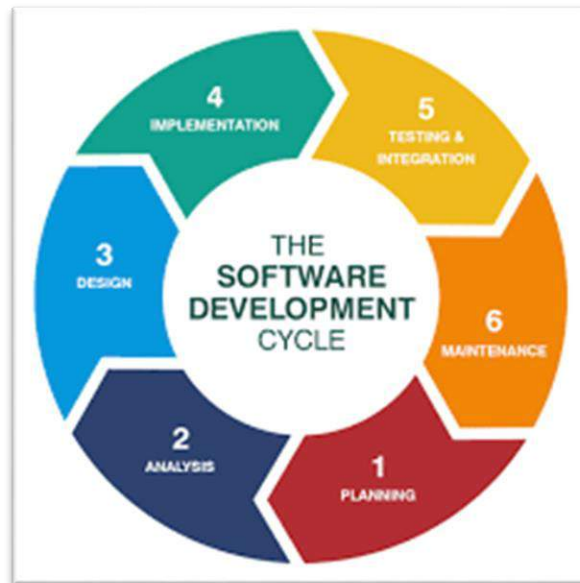 THE
SOFTWARE
DEVELOPMENT
CYCLE
1
PLANNING
2
ANALYSIS
3
DESIGN
4
IMPLEMENTATION
5
TESTING &
INTEGRATION
6
MAINTENANCE